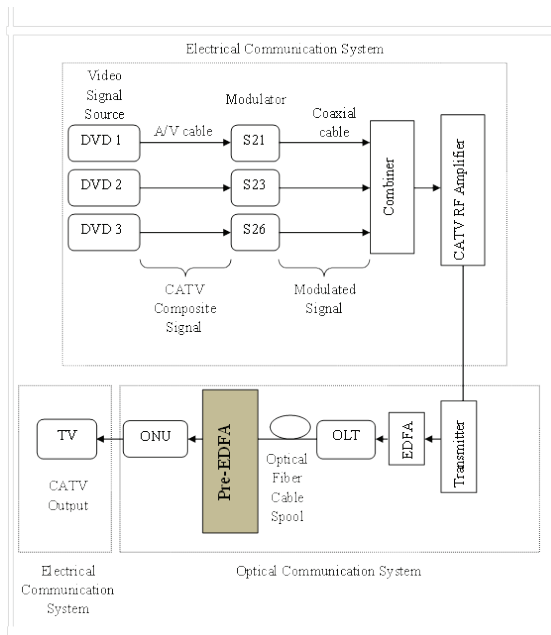 Electrical Communication System
Video
Signal
Source
Modulator
A/V cable
Coaxial
cable
DVD 1
S21
DVD 2
S23
DVD 3
S26
Combiner
CATV RF Amplifier
CATV
Composite
Signal
Modulated
Signal
TV
ONU
Pre-EDFA
OLT
EDFA
Transmitter
CATV
Output
Optical
Fiber
Cable
Spool
Electrical
Communication
System
Optical Communication System